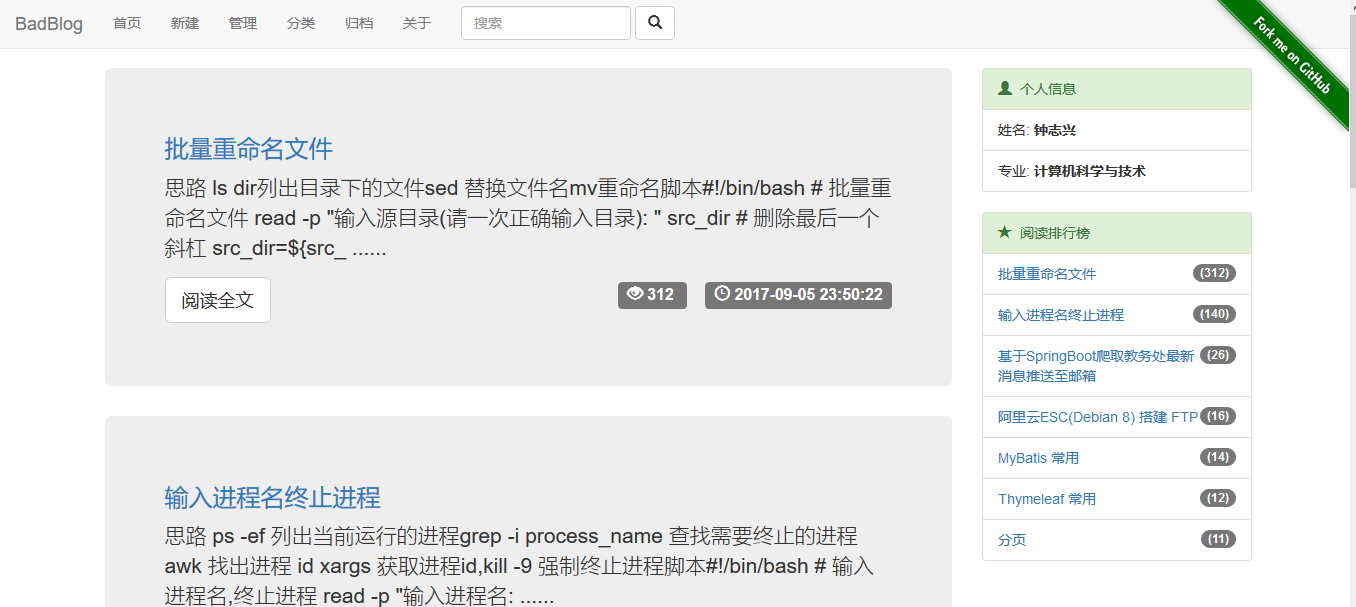 BadBlog 首页 新建 管理 分类 归档 关于 搜索
Fork me on GitHub
批量重命名文件
思路 ls dir列出目录下的文件sed 替换文件名mv重命名脚本#!/bin/bash # 批量重
命名文件 read -p "输入源目录(请一次正确输入目录): " src_dir # 删除最后一个
斜杠 src_dir=${src_ ......
阅读全文 312 2017-09-05 23:50:22
输入进程名终止进程
思路 ps -ef 列出当前运行的进程grep -i process_name 查找需要终止的进程
awk 找出进程 id xargs 获取进程id,kill -9 强制终止进程脚本#!/bin/bash # 输入
进程名,终止进程 read -p "输入进程名: ......
个人信息
姓名: 钟志兴
专业: 计算机科学与技术
阅读排行榜
批量重命名文件 (312)
输入进程名终止进程 (140)
基于SpringBoot爬取教务处最新 (26)
消息推送至邮箱
阿里云ESC(Debian 8) 搭建 FTP (16)
MyBatis 常用 (14)
Thymeleaf 常用 (12)
分页 (11)